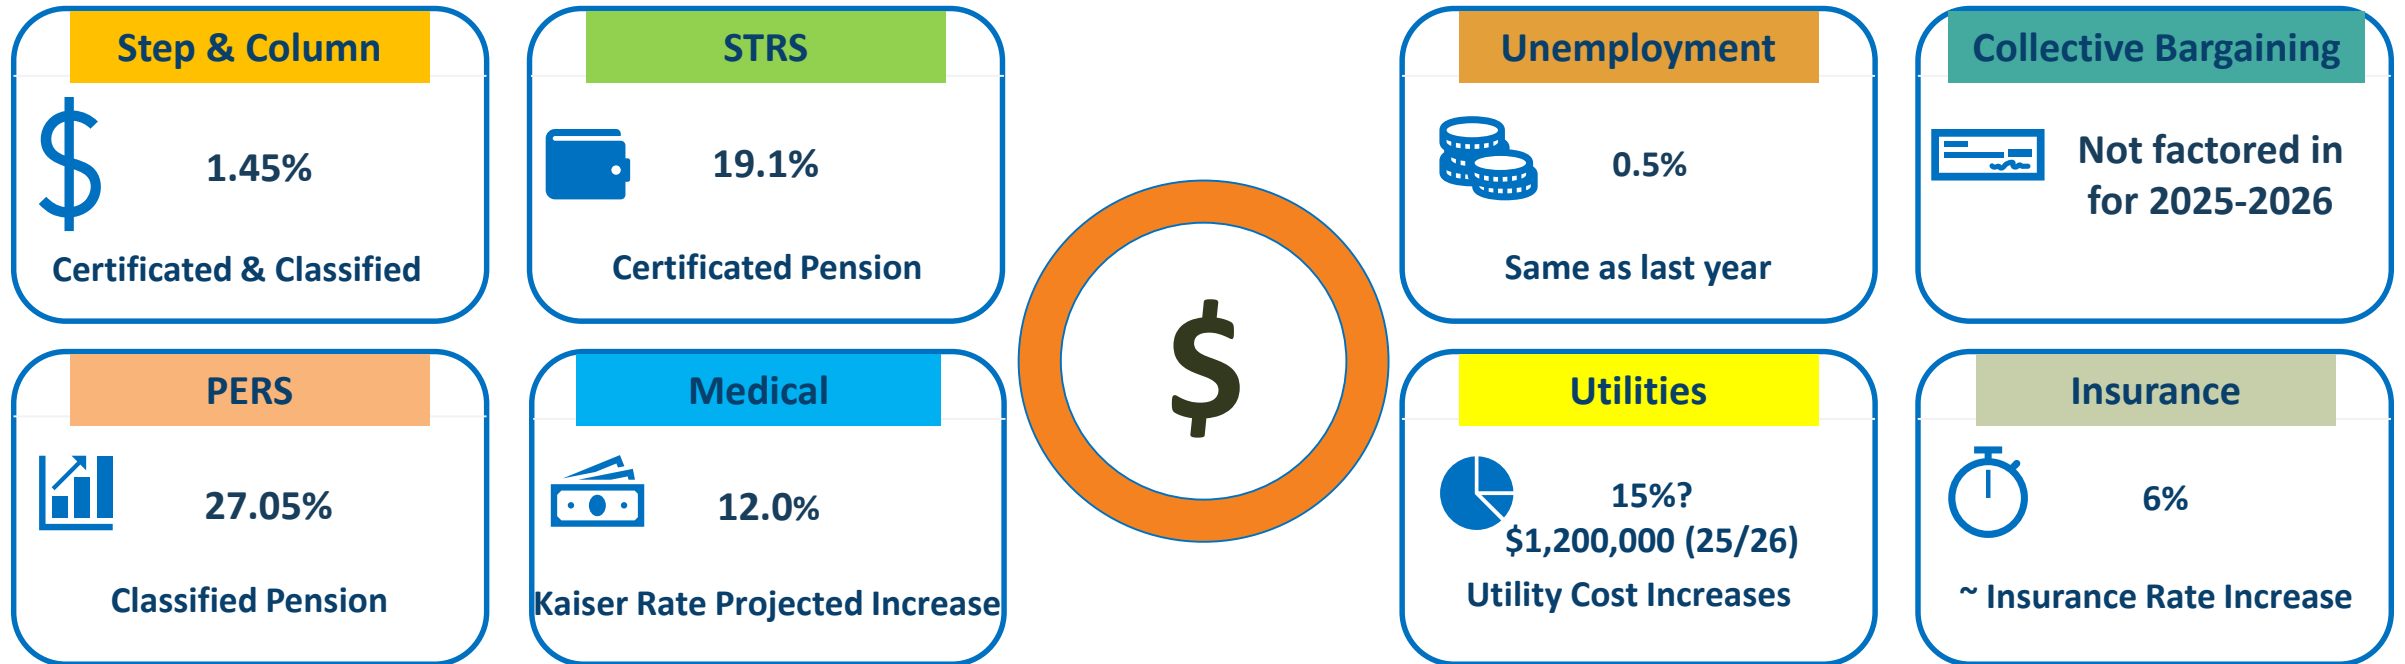 Step & Column
1.45%
Certificated & Classified
STRS
19.1%
Certificated Pension
Unemployment
0.5%
Same as last year
Collective Bargaining
Not factored in
for 2025-2026
PERS
27.05%
Classified Pension
Medical
12.0%
Kaiser Rate Projected Increase
$
Utilities
15%?
$1,200,000 (25/26)
Utility Cost Increases
Insurance
6%
~ Insurance Rate Increase